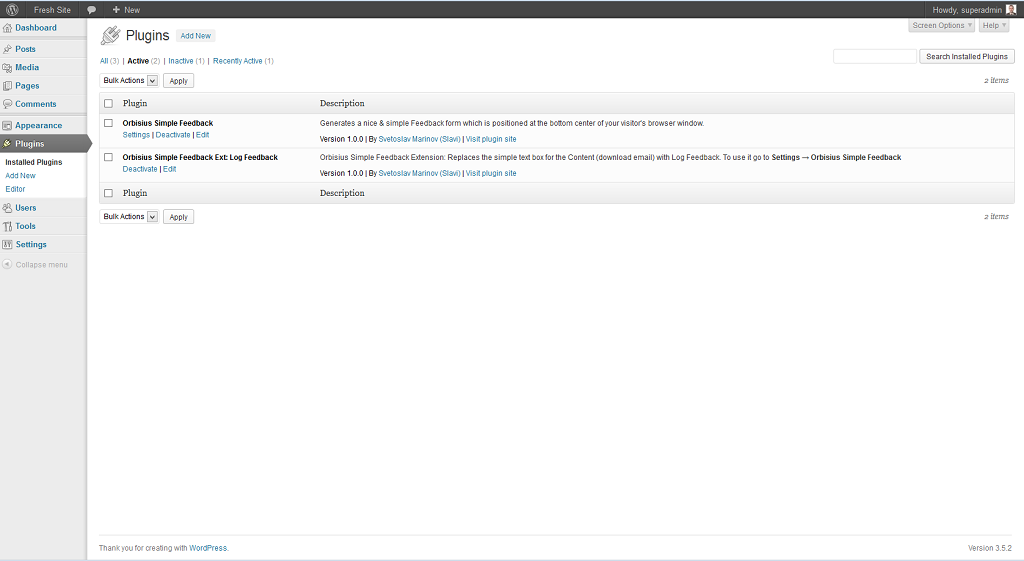 Fresh Site + New Howdy, superadmin
Dashboard
Posts
Media
Pages
Comments
Appearance
Plugins
Installed Plugins
Add New
Editor
Users
Tools
Settings
Collapse menu
Screen Options Help
Plugins Add New
All (3) | Active (2) | Inactive (1) | Recently Active (1)
Search Installed Plugins
Bulk Actions Apply 2 items
Plugin Description
Orbisius Simple Feedback
Settings | Deactivate | Edit
Generates a nice & simple Feedback form which is positioned at the bottom center of your visitor's browser window.
Version 1.0.0 | By Svetoslav Marinov (Slavi) | Visit plugin site
Orbisius Simple Feedback Ext: Log Feedback
Deactivate | Edit
Orbisius Simple Feedback Extension: Replaces the simple text box for the Content (download email) with Log Feedback. To use it go to Settings → Orbisius Simple Feedback
Version 1.0.0 | By Svetoslav Marinov (Slavi) | Visit plugin site
Plugin Description
Bulk Actions Apply 2 items
Thank you for creating with WordPress. Version 3.5.2